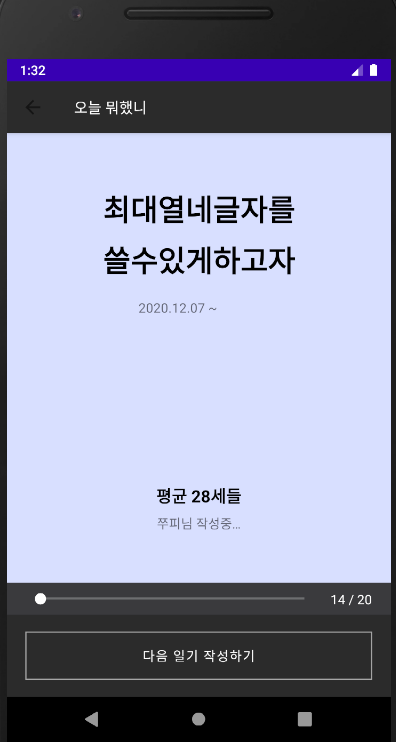 1:32
오늘 뭐했니
최대열네글자를
쓸수있게하고자
2020.12.07 ~
평균 28세들
쭈피님 작성중...
14 / 20
다음 일기 작성하기